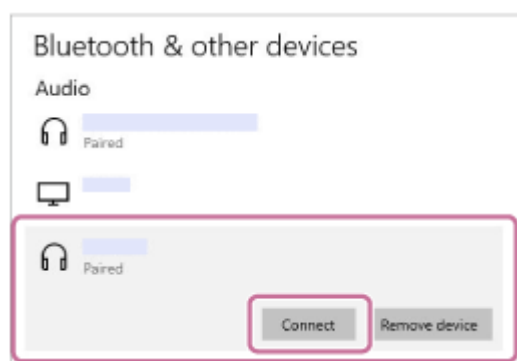 Bluetooth & other devices
Audio
Paired
Paired
Connect Remove device